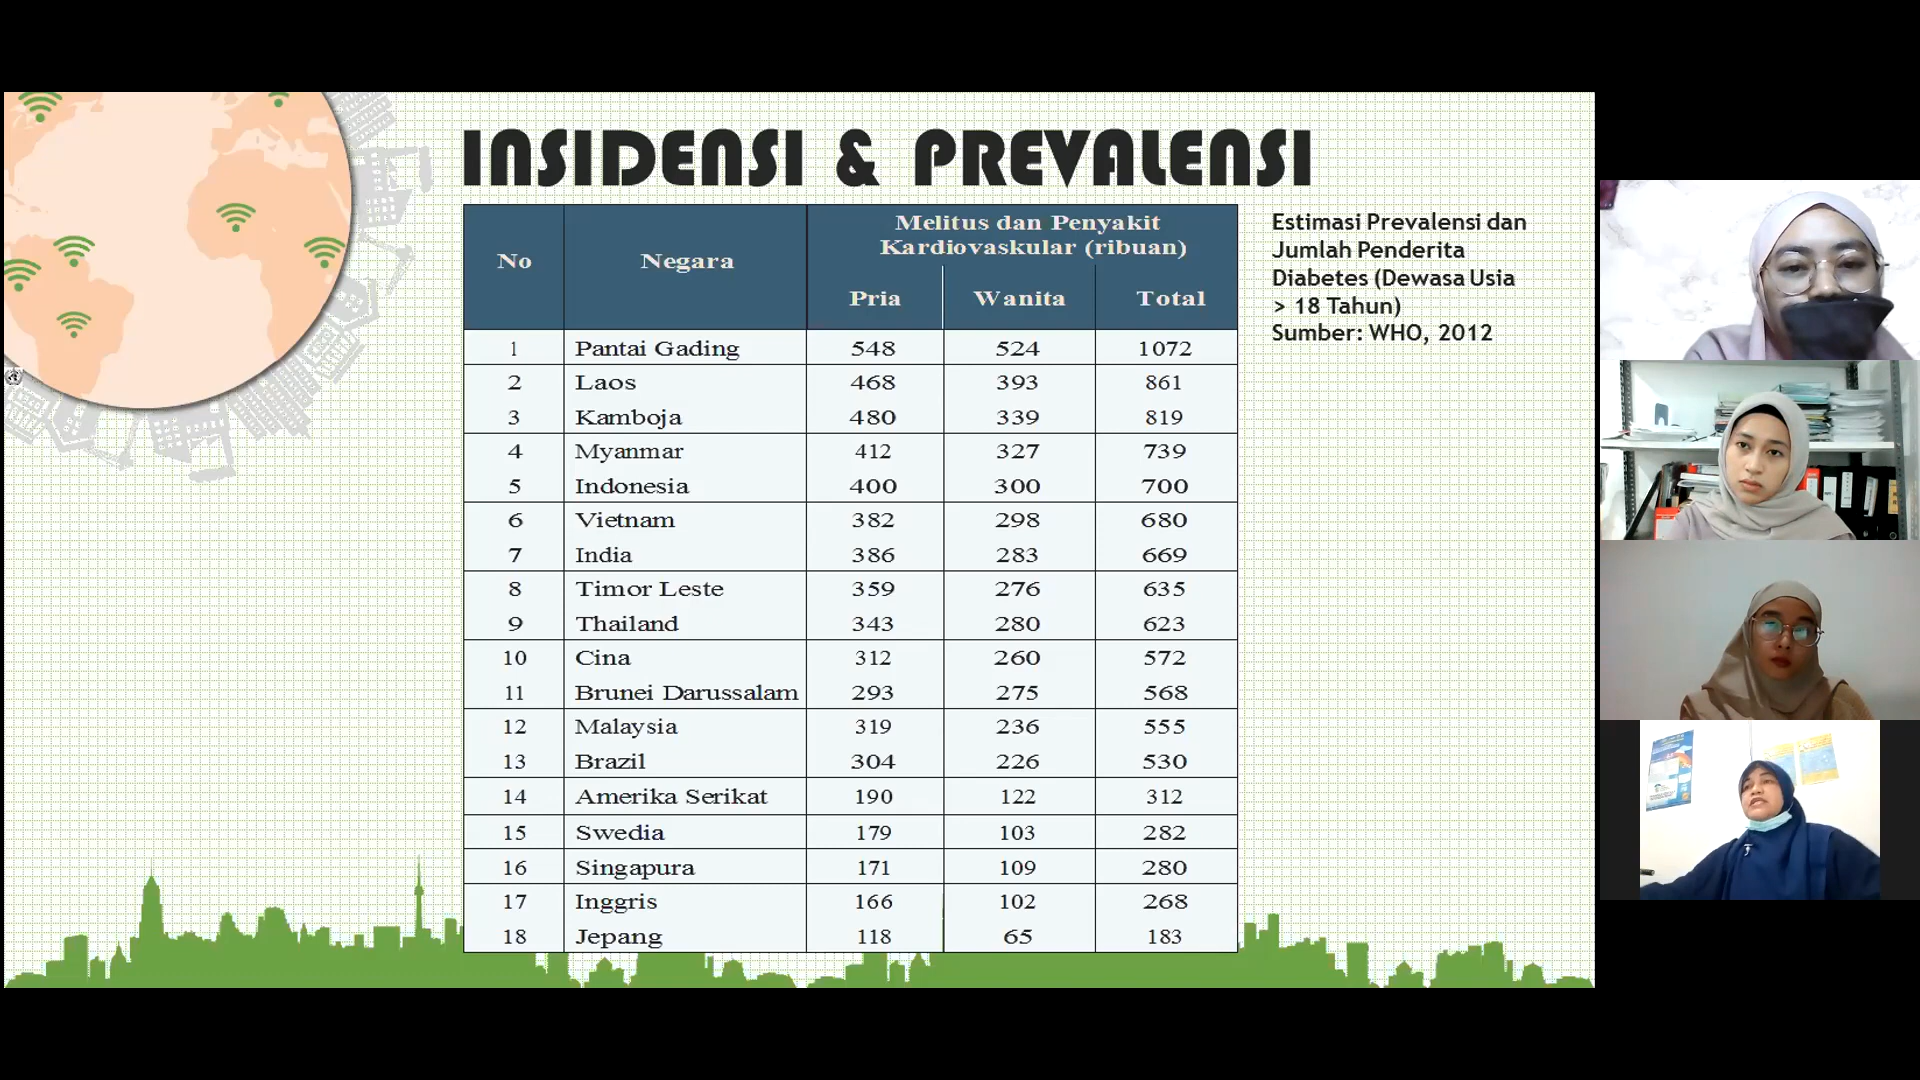 INSIDENSI & PREVALENSI
No Negara Melitus dan Penyakit
Kardiovaskular (ribuan)
Pria Wanita Total
1 Pantai Gading 548 524 1072
2 Laos 468 393 861
3 Kamboja 480 339 819
4 Myanmar 412 327 739
5 Indonesia 400 300 700
6 Vietnam 382 298 680
7 India 386 283 669
8 Timor Leste 359 276 635
9 Thailand 343 280 623
10 Cina 312 260 572
11 Brunei Darussalam 293 275 568
12 Malaysia 319 236 555
13 Brazil 304 226 530
14 Amerika Serikat 190 122 312
15 Swedia 179 103 282
16 Singapura 171 109 280
17 Inggris 166 102 268
18 Jepang 118 65 183
Estimasi Prevalensi dan
Jumlah Penderita
Diabetes (Dewasa Usia
> 18 Tahun)
Sumber: WHO, 2012